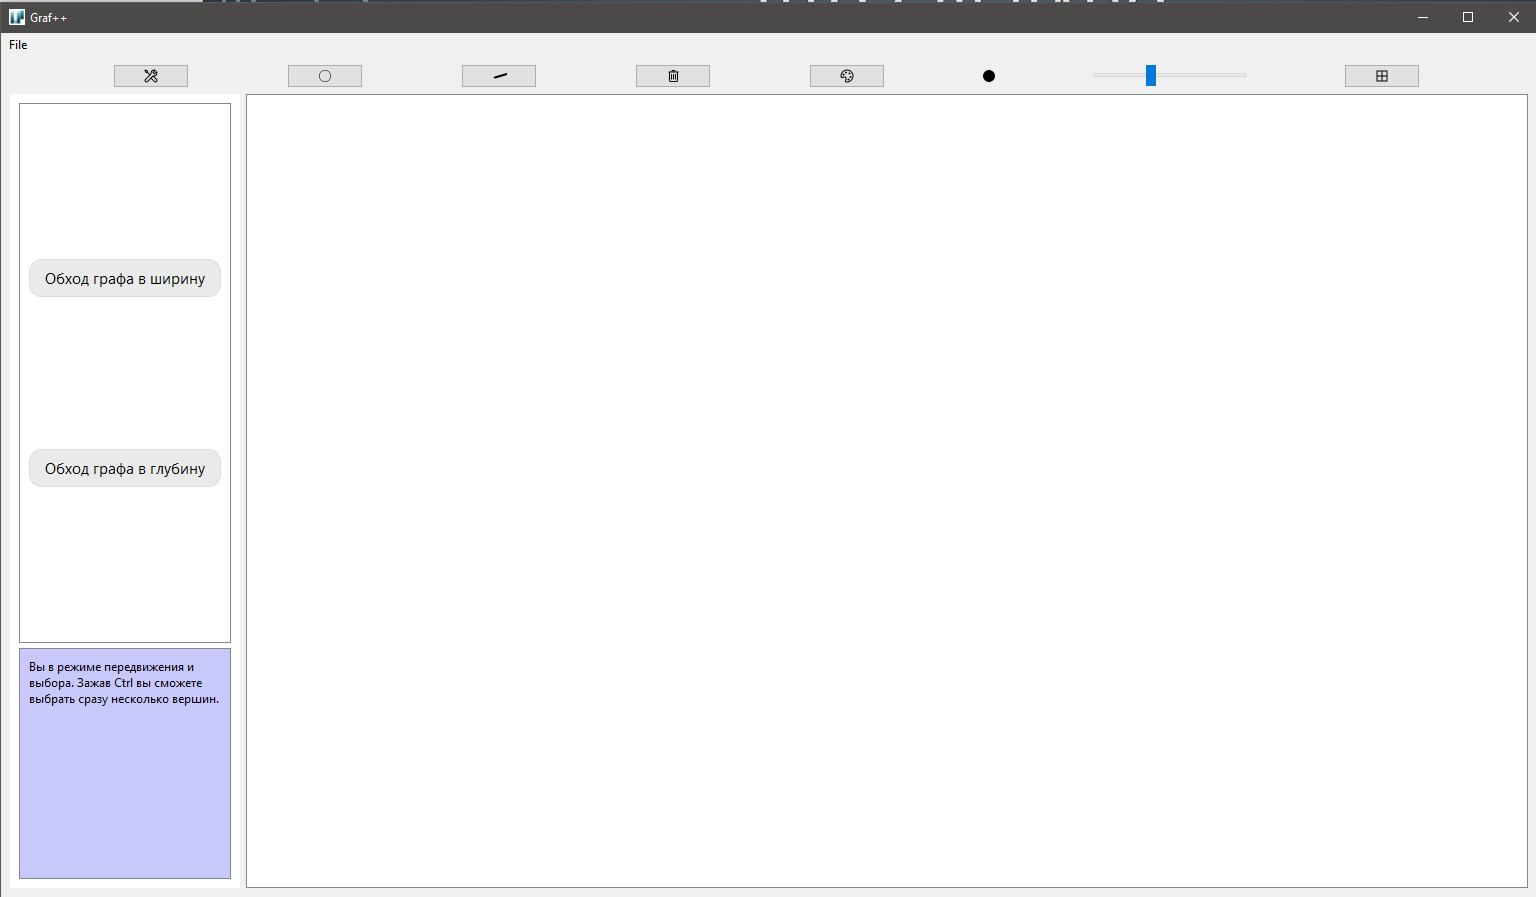 Graf++
File
Обход графа в ширину
Обход графа в глубину
Вы в режиме передвижения и
выбора. Зажав Ctrl вы сможете
выбрать сразу несколько вершин.